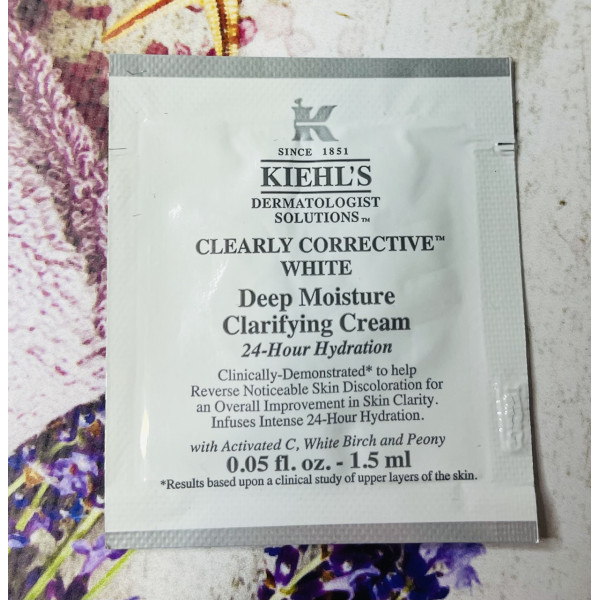 K
SINCE 1851
KIEHL'S
DERMATOLOGIST
SOLUTIONS™
CLEARLY CORRECTIVE™
WHITE
Deep Moisture
Clarifying Cream
24-Hour Hydration
Clinically-Demonstrated* to help
Reverse Noticeable Skin Discoloration for
an Overall Improvement in Skin Clarity.
Infuses Intense 24-Hour Hydration.
with Activated C, White Birch and Peony
0.05 fl. oz. - 1.5 ml
*Results based upon a clinical study of upper layers of the skin.